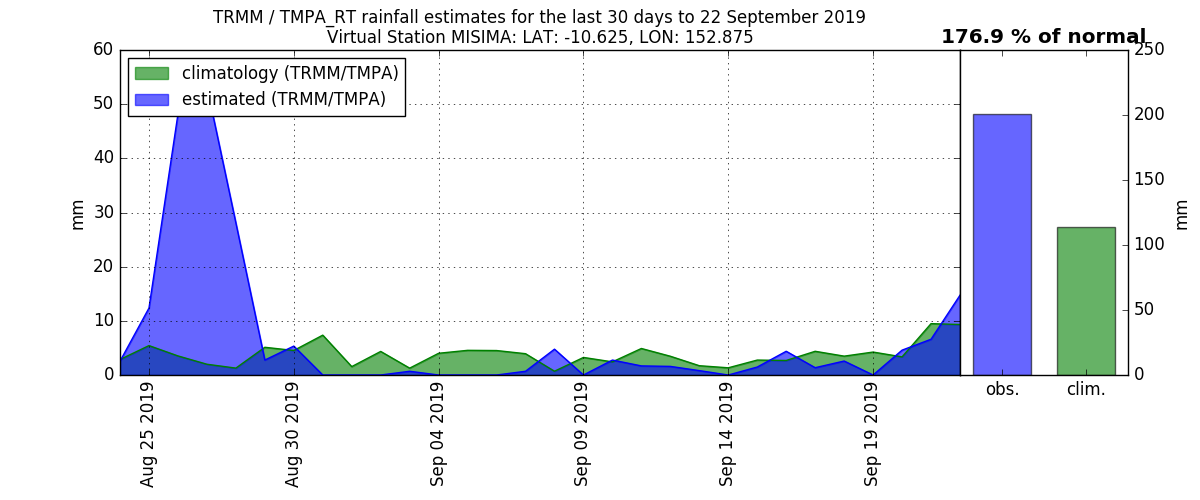 TRMM / TMPA_RT rainfall estimates for the last 30 days to 22 September 2019
Virtual Station MISIMA: LAT: -10.625, LON: 152.875
176.9 % of normal
climatology (TRMM/TMPA)
estimated (TRMM/TMPA)
60
50
40
30
20
10
0
mm
250
200
150
100
50
0
mm
Aug 25 2019
Aug 30 2019
Sep 04 2019
Sep 09 2019
Sep 14 2019
Sep 19 2019
obs.
clim.